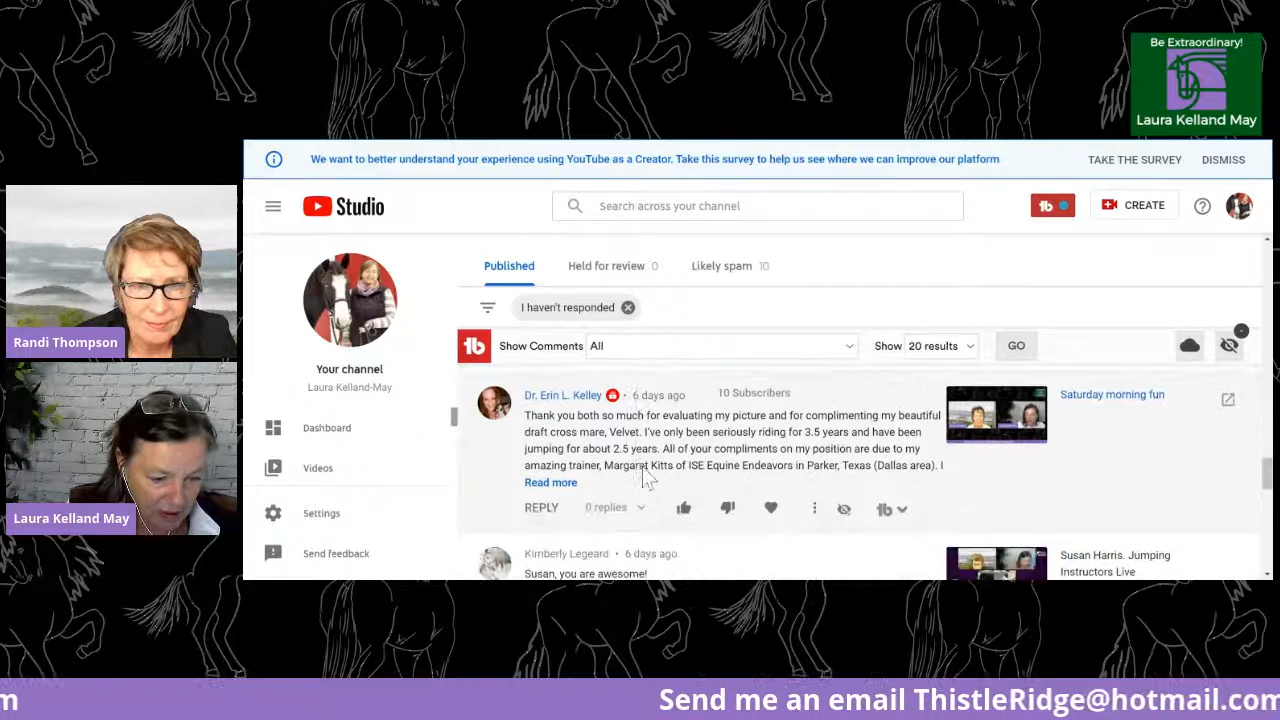 Be Extraordinary!
Laura Kelland May
We want to better understand your experience using YouTube as a Creator. Take this survey to help us see where we can improve our platform
TAKE THE SURVEY
DISMISS
Studio
Search across your channel
tb
CREATE
Randi Thompson
Laura Kelland May
Your channel
Laura Kelland-May
Dashboard
Videos
Settings
Send feedback
Published
Held for review 0
Likely spam 10
I haven't responded
tb
Show Comments
All
Show
20 results
GO
Dr. Erin L. Kelley • 6 days ago
10 Subscribers
Thank you both so much for evaluating my picture and for complimenting my beautiful
draft cross mare, Velvet. I've only been seriously riding for 3.5 years and have been
jumping for about 2.5 years. All of your compliments on my position are due to my
amazing trainer, Margaret Kitts of ISE Equine Endeavors in Parker, Texas (Dallas area). I
Read more
REPLY
0 replies
tb
Saturday morning fun
Kimberly Legeard • 6 days ago
Susan, you are awesome!
Susan Harris. Jumping
Instructors Live
m
Send me an email ThistleRidge@hotmail.com